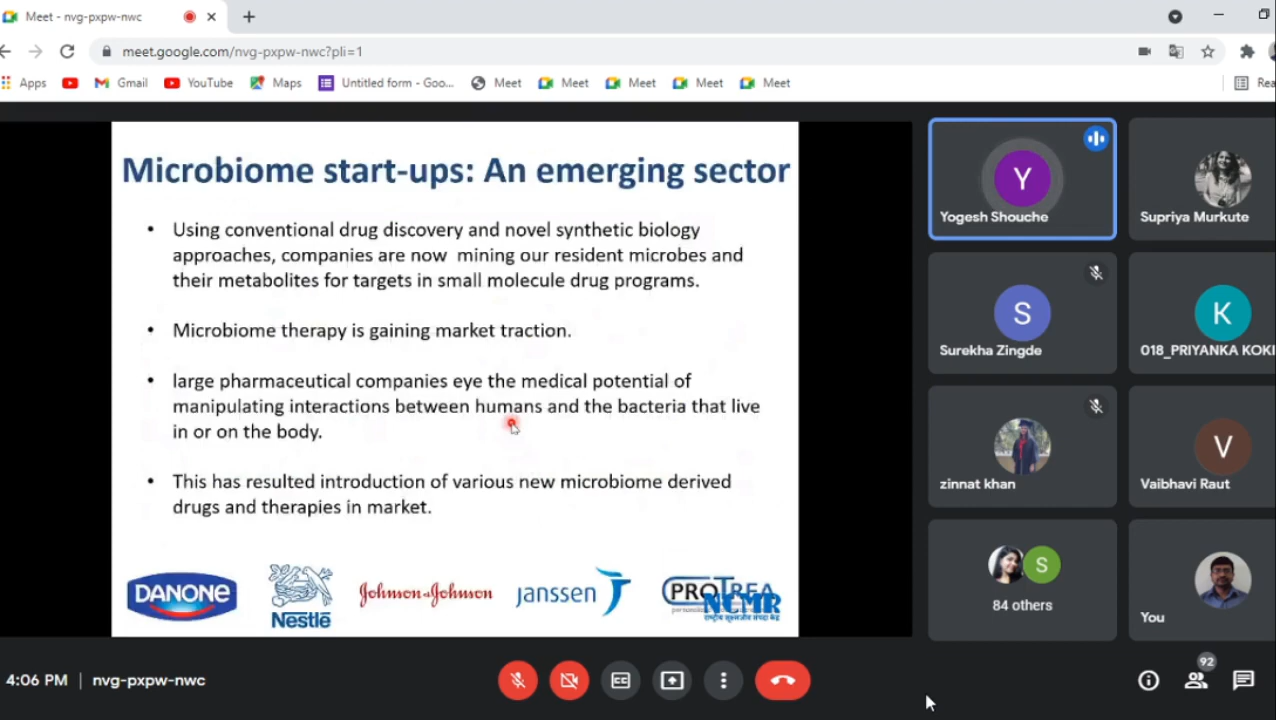 Meet - nvg-pxpw-nwc
meet.google.com/nvg-pxpw-nwc?pli=1
Apps Gmail YouTube Maps Untitled form - Goo... Meet Meet Meet Meet Meet Rea
Microbiome start-ups: An emerging sector
• Using conventional drug discovery and novel synthetic biology
approaches, companies are now mining our resident microbes and
their metabolites for targets in small molecule drug programs.
• Microbiome therapy is gaining market traction.
• large pharmaceutical companies eye the medical potential of
manipulating interactions between humans and the bacteria that live
in or on the body.
• This has resulted introduction of various new microbiome derived
drugs and therapies in market.
DANONE Nestlē Johnson & Johnson janssen PROTREA
NCMR
Y
Yogesh Shouche
Supriya Murkute
S
Surekha Zingde
K
018_PRIYANKA KOKI
zinnat khan
V
Vaibhavi Raut
S
84 others
You
4:06 PM | nvg-pxpw-nwc
92